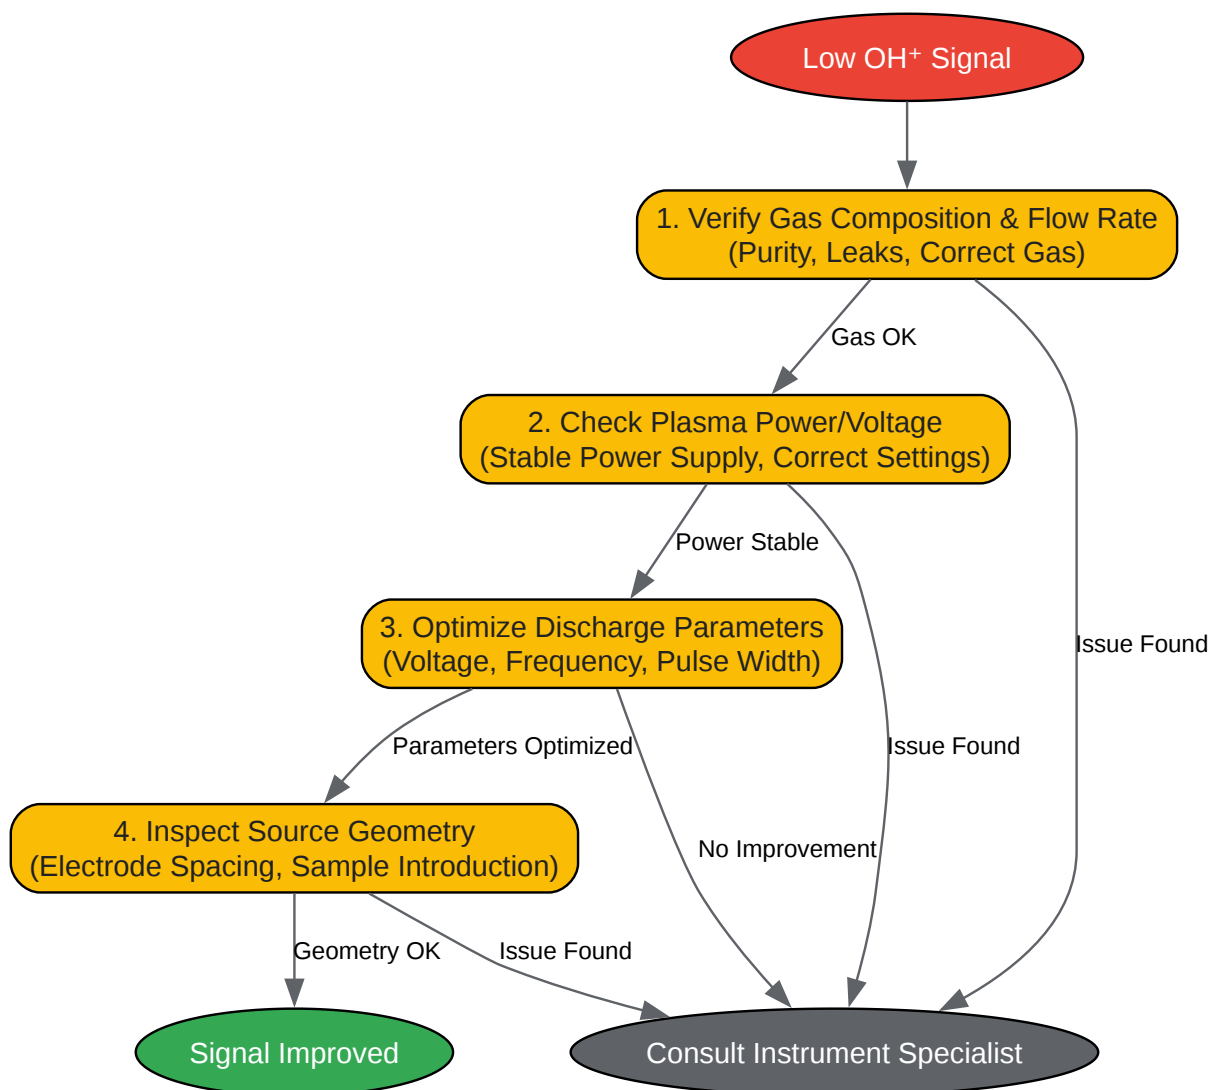 Low OH⁺ Signal
1. Verify Gas Composition & Flow Rate
(Purity, Leaks, Correct Gas)
Gas OK
2. Check Plasma Power/Voltage
(Stable Power Supply, Correct Settings)
Power Stable
3. Optimize Discharge Parameters
(Voltage, Frequency, Pulse Width)
Issue Found
Parameters Optimized
Issue Found
4. Inspect Source Geometry
(Electrode Spacing, Sample Introduction)
No Improvement
Geometry OK
Issue Found
Signal Improved
Consult Instrument Specialist